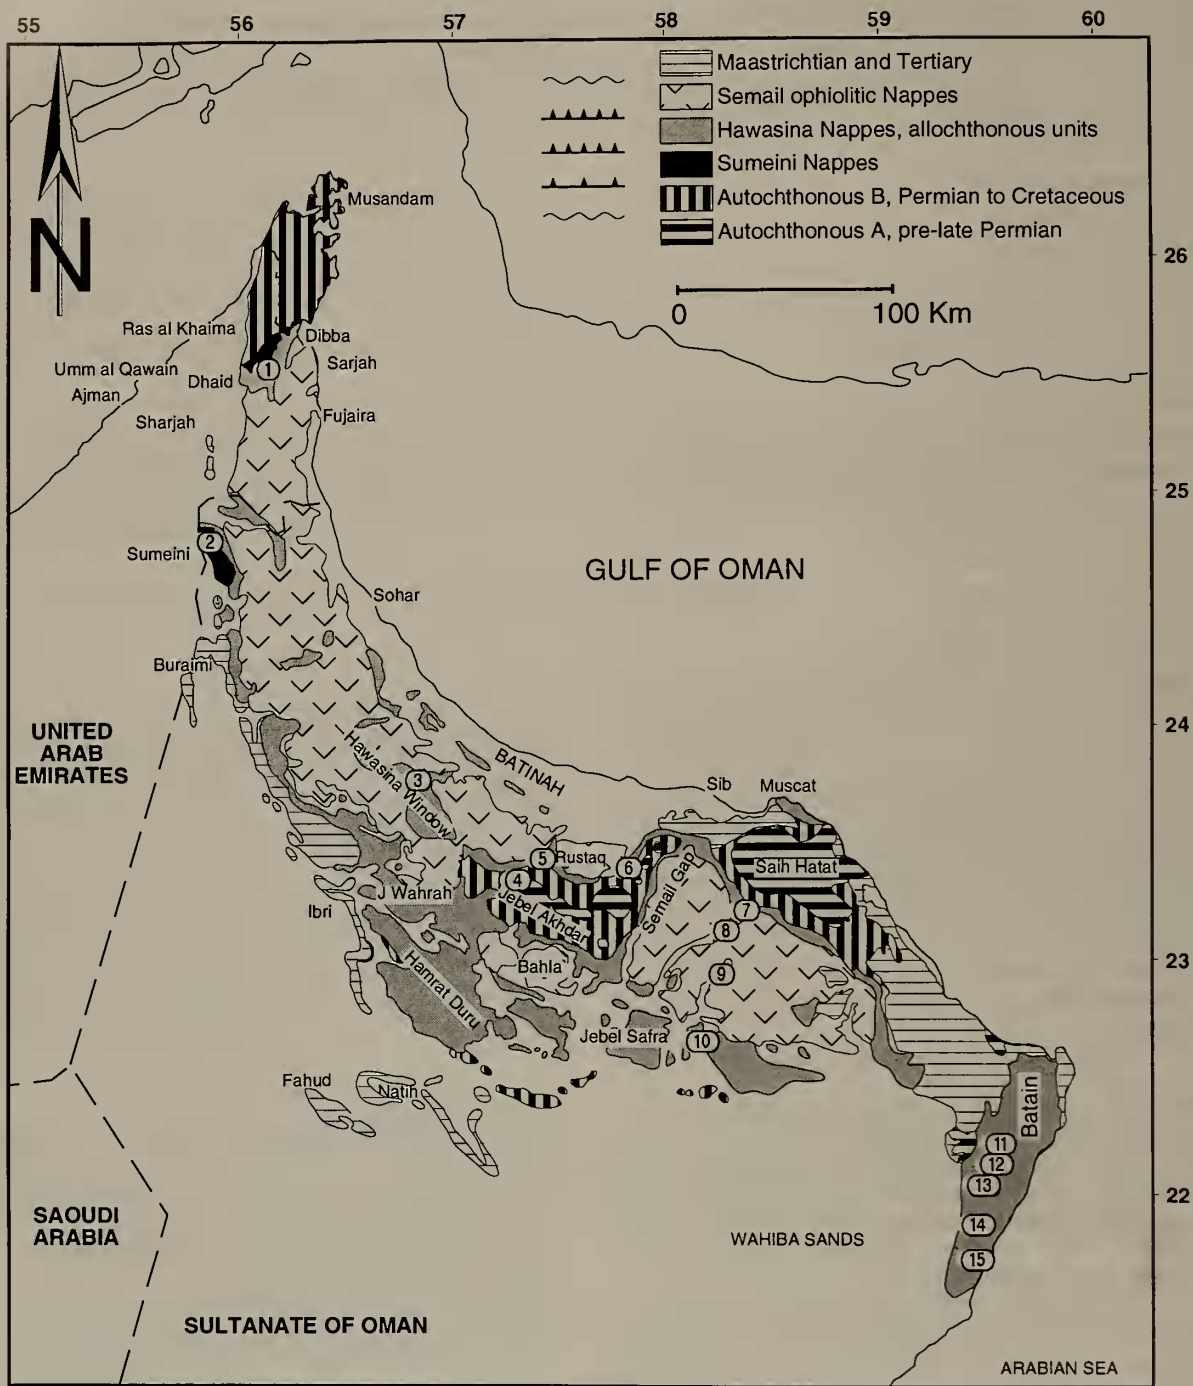 55
56
57
58
59
60
Maastrichtian and Tertiary
Semail ophiolitic Nappes
Hawasina Nappes, allochthonous units
Sumeini Nappes
Autochthonous B, Permian to Cretaceous
Autochthonous A, pre-late Permian
0 100 Km
N
Musandam
26
Ras al Khaima
Dibba
Umm al Qawain
1
Sarjah
Dhaid
Ajman
Sharjah
Fujaira
25
2
Sumeini
GULF OF OMAN
Sohar
Buraimi
24
UNITED
ARAB
EMIRATES
Hawasina Window
3
BATINAH
Sib
Muscat
5
Rustaq
6
Saih Hatat
4
J Wahrah
Jebel Akhdar
Semail Gap
Ibri
7
8
Hamrat Duru
Bahla
9
23
Jebel Safra
10
Fahud
Natih
Batain
11
12
13
22
SAOUDI
ARABIA
14
WAHIBA SANDS
15
SULTANATE OF OMAN
ARABIAN SEA